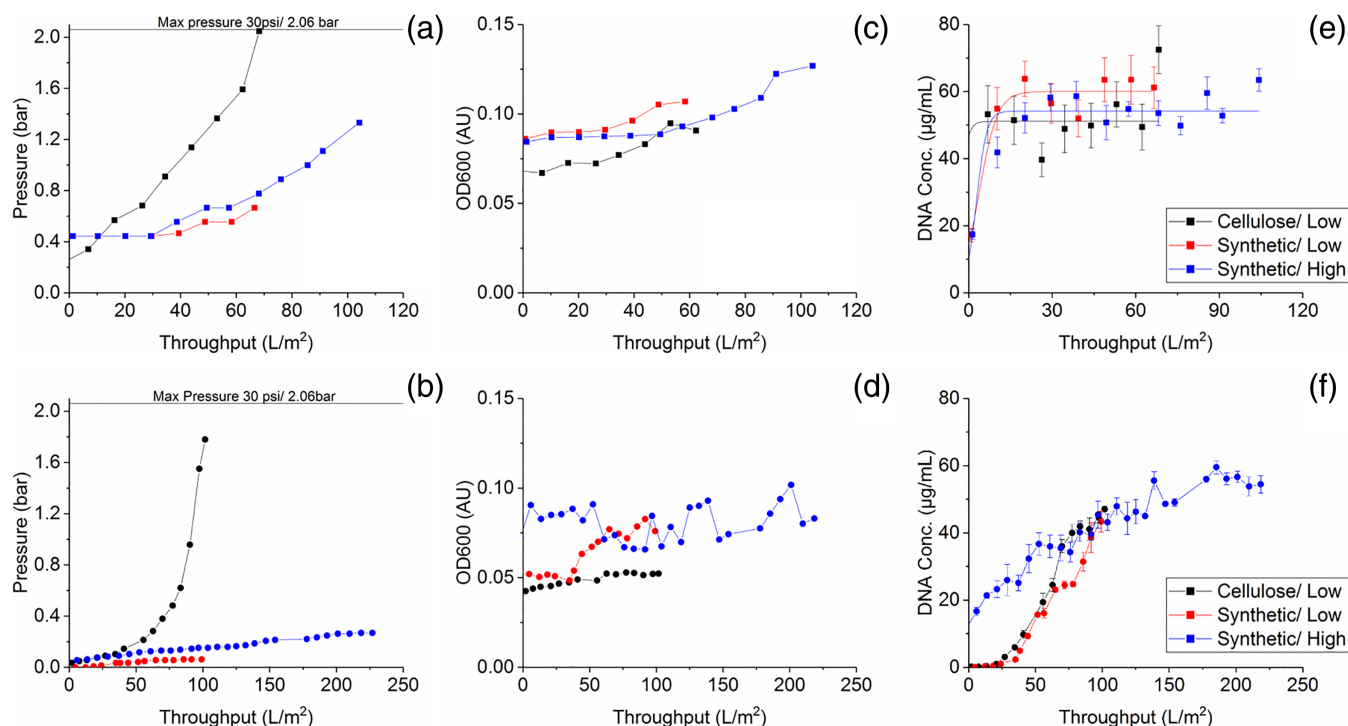 Max pressure 30psi/ 2.06 bar
(a)
2.0
1.6
1.2
0.8
0.4
0.0
Pressure (bar)
0 20 40 60 80 100 120
Throughput (L/m²)
(c)
0.15
0.10
0.05
0.00
OD600 (AU)
0 20 40 60 80 100 120
Throughput (L/m²)
(e)
80
60
40
20
0
DNA Conc. (µg/mL)
Cellulose/ Low
Synthetic/ Low
Synthetic/ High
0 30 60 90 120
Throughput (L/m²)
Max Pressure 30 psi/ 2.06bar
(b)
2.0
1.6
1.2
0.8
0.4
0.0
Pressure (bar)
0 50 100 150 200 250
Throughput (L/m²)
(d)
0.15
0.10
0.05
0.00
OD600 (AU)
0 50 100 150 200 250
Throughput (L/m²)
(f)
80
60
40
20
0
DNA Conc. (µg/mL)
Cellulose/ Low
Synthetic/ Low
Synthetic/ High
0 50 100 150 200 250
Throughput (L/m²)